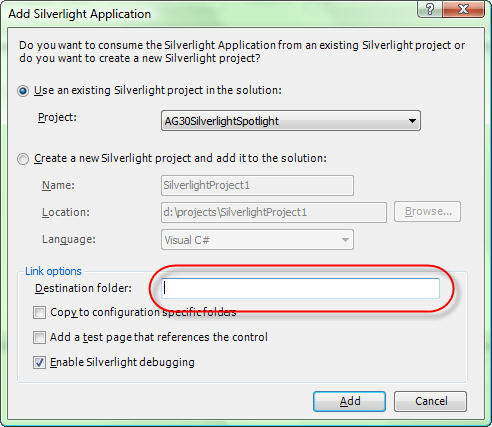 Add Silverlight Application
Do you want to consume the Silverlight Application from an existing Silverlight project or
do you want to create a new Silverlight project?
Use an existing Silverlight project in the solution:
Project:
AG30SilverlightSpotlight
Create a new Silverlight project and add it to the solution:
Name:
SilverlightProject1
Location:
d:\projects\SilverlightProject1
Browse...
Language:
Visual C#
Link options
Destination folder:
Copy to configuration specific folders
Add a test page that references the control
Enable Silverlight debugging
Add
Cancel